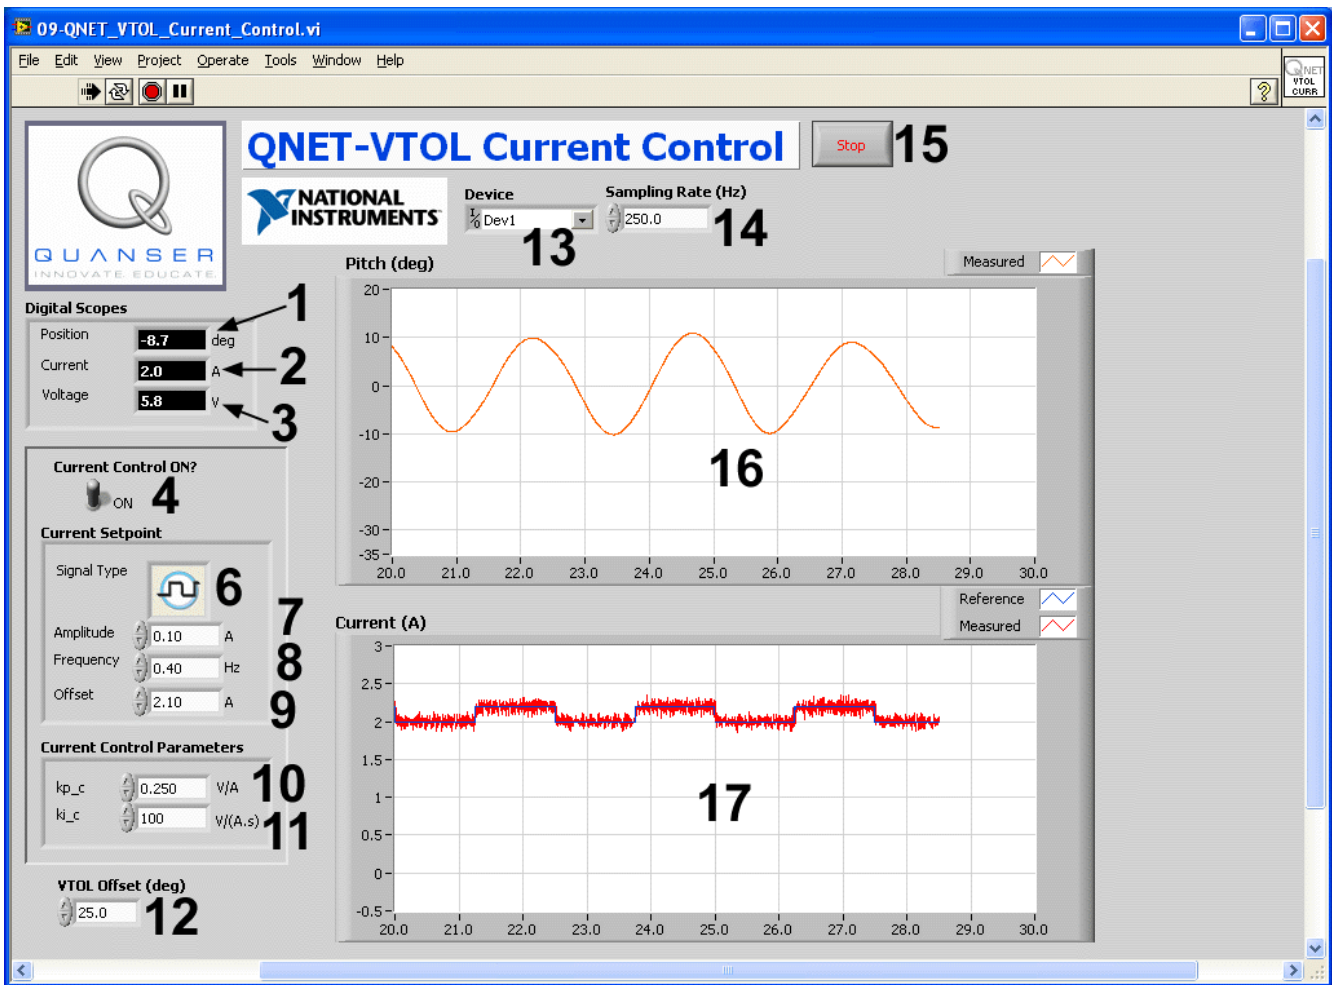 09-QNET_VTOL_Current_Control.vi
File Edit View Project Operate Tools Window Help
QNET
VTOL
CURR
QUANSER
INNOVATE. EDUCATE.
QNET-VTOL Current Control
Stop 15
NATIONAL
INSTRUMENTS
Device
Dev1
13
Sampling Rate (Hz)
250.0
14
Digital Scopes
Position -8.7 deg 1
Current 2.0 A 2
Voltage 5.8 V 3
Current Control ON?
ON 4
Current Setpoint
Signal Type 6
Amplitude 0.10 A 7
Frequency 0.40 Hz 8
Offset 2.10 A 9
Current Control Parameters
kp_c 0.250 V/A 10
ki_c 100 V/(A.s) 11
VTOL Offset (deg)
25.0 12
Pitch (deg)
Measured
20
10
0
-10
-20
-30
-35
16
20.0 21.0 22.0 23.0 24.0 25.0 26.0 27.0 28.0 29.0 30.0
Current (A)
Reference
Measured
3
2.5
2
1.5
1
0.5
0
-0.5
17
20.0 21.0 22.0 23.0 24.0 25.0 26.0 27.0 28.0 29.0 30.0